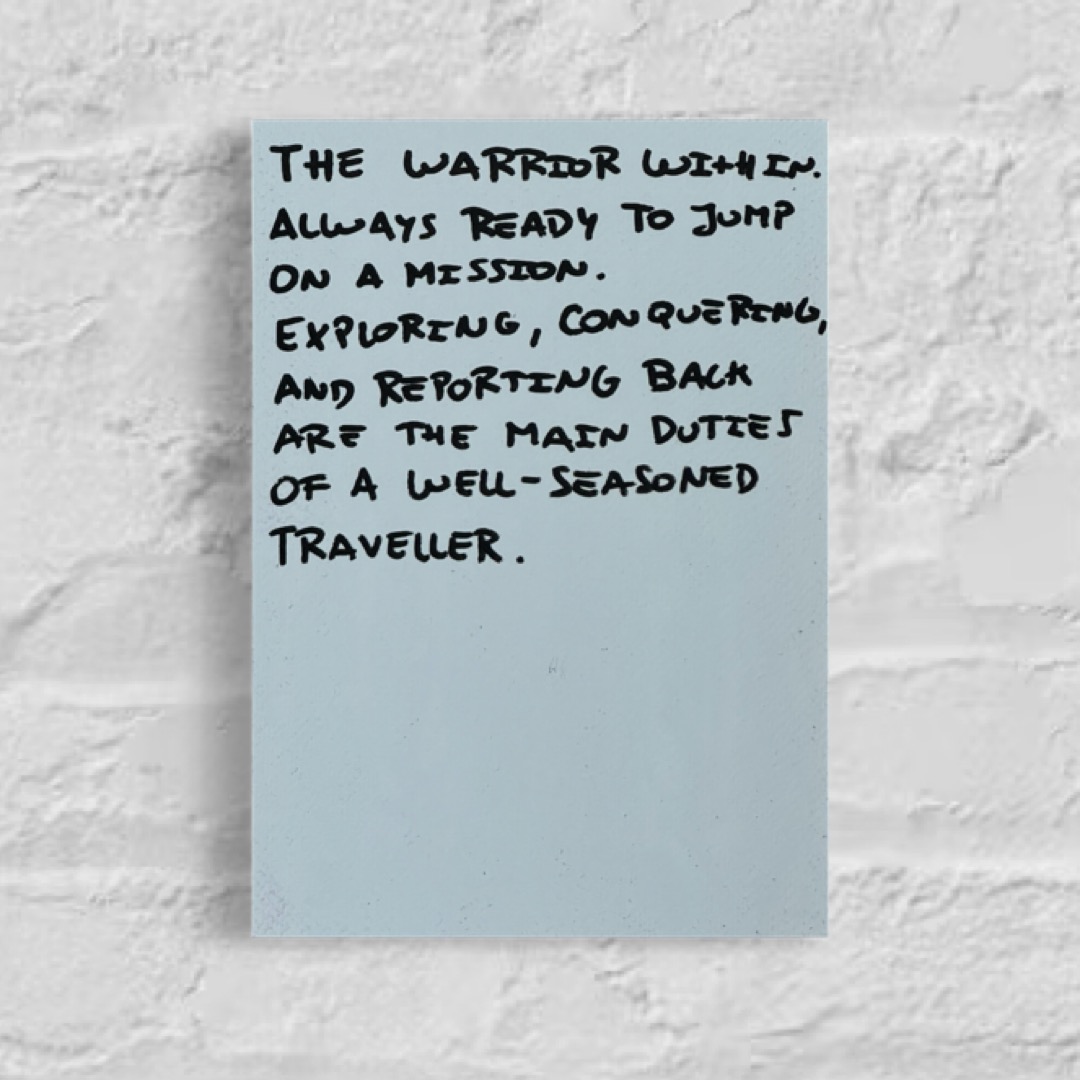 THE WARRIOR WITHIN.
ALWAYS READY TO JUMP
ON A MISSION.
EXPLORING, CONQUERING,
AND REPORTING BACK
ARE THE MAIN DUTIES
OF A WELL-SEASONED
TRAVELLER.